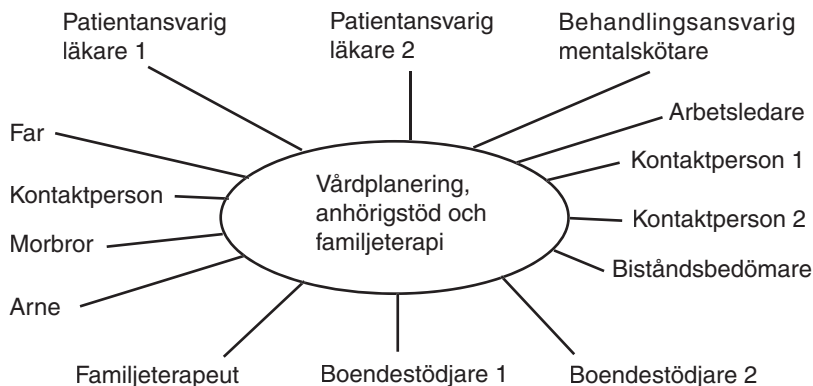 Patientansvarig
läkare 1
Patientansvarig
läkare 2
Behandlingsansvarig
mentalskötare
Far
Arbetsledare
Kontaktperson
Kontaktperson 1
Vårdplanering,
anhörigstöd och
familjeterapi
Morbror
Kontaktperson 2
Arne
Biståndsbedömare
Familjeterapeut
Boendestödjare 1
Boendestödjare 2